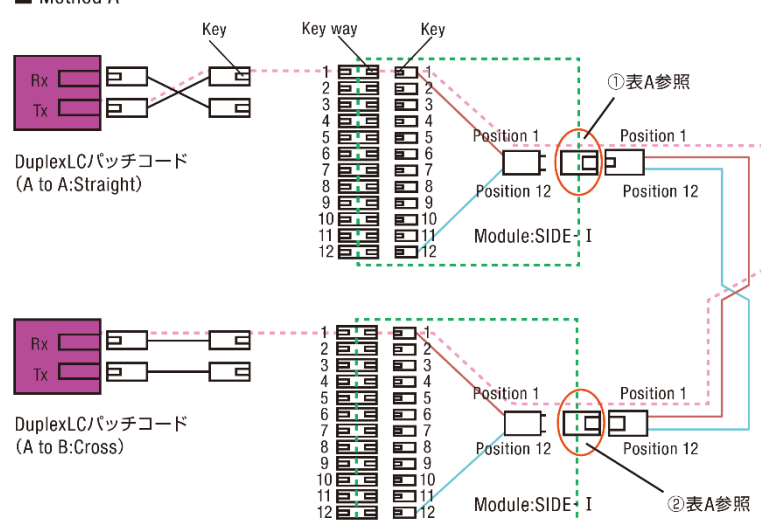 ■ Method A
Key
Key way
Key
Rx
Tx
DuplexLCパッチコード
(A to A:Straight)
1 1
2 2
3 3
4 4
5 5
6 6
7 7
8 8
9 9
10 10
11 11
12 12
①表A参照
Position 1
Position 1
Position 12
Position 12
Module:SIDE-Ⅰ
Rx
Tx
DuplexLCパッチコード
(A to B:Cross)
1 1
2 2
3 3
4 4
5 5
6 6
7 7
8 8
9 9
10 10
11 11
12 12
Position 1
Position 1
Position 12
Position 12
Module:SIDE-Ⅰ
②表A参照